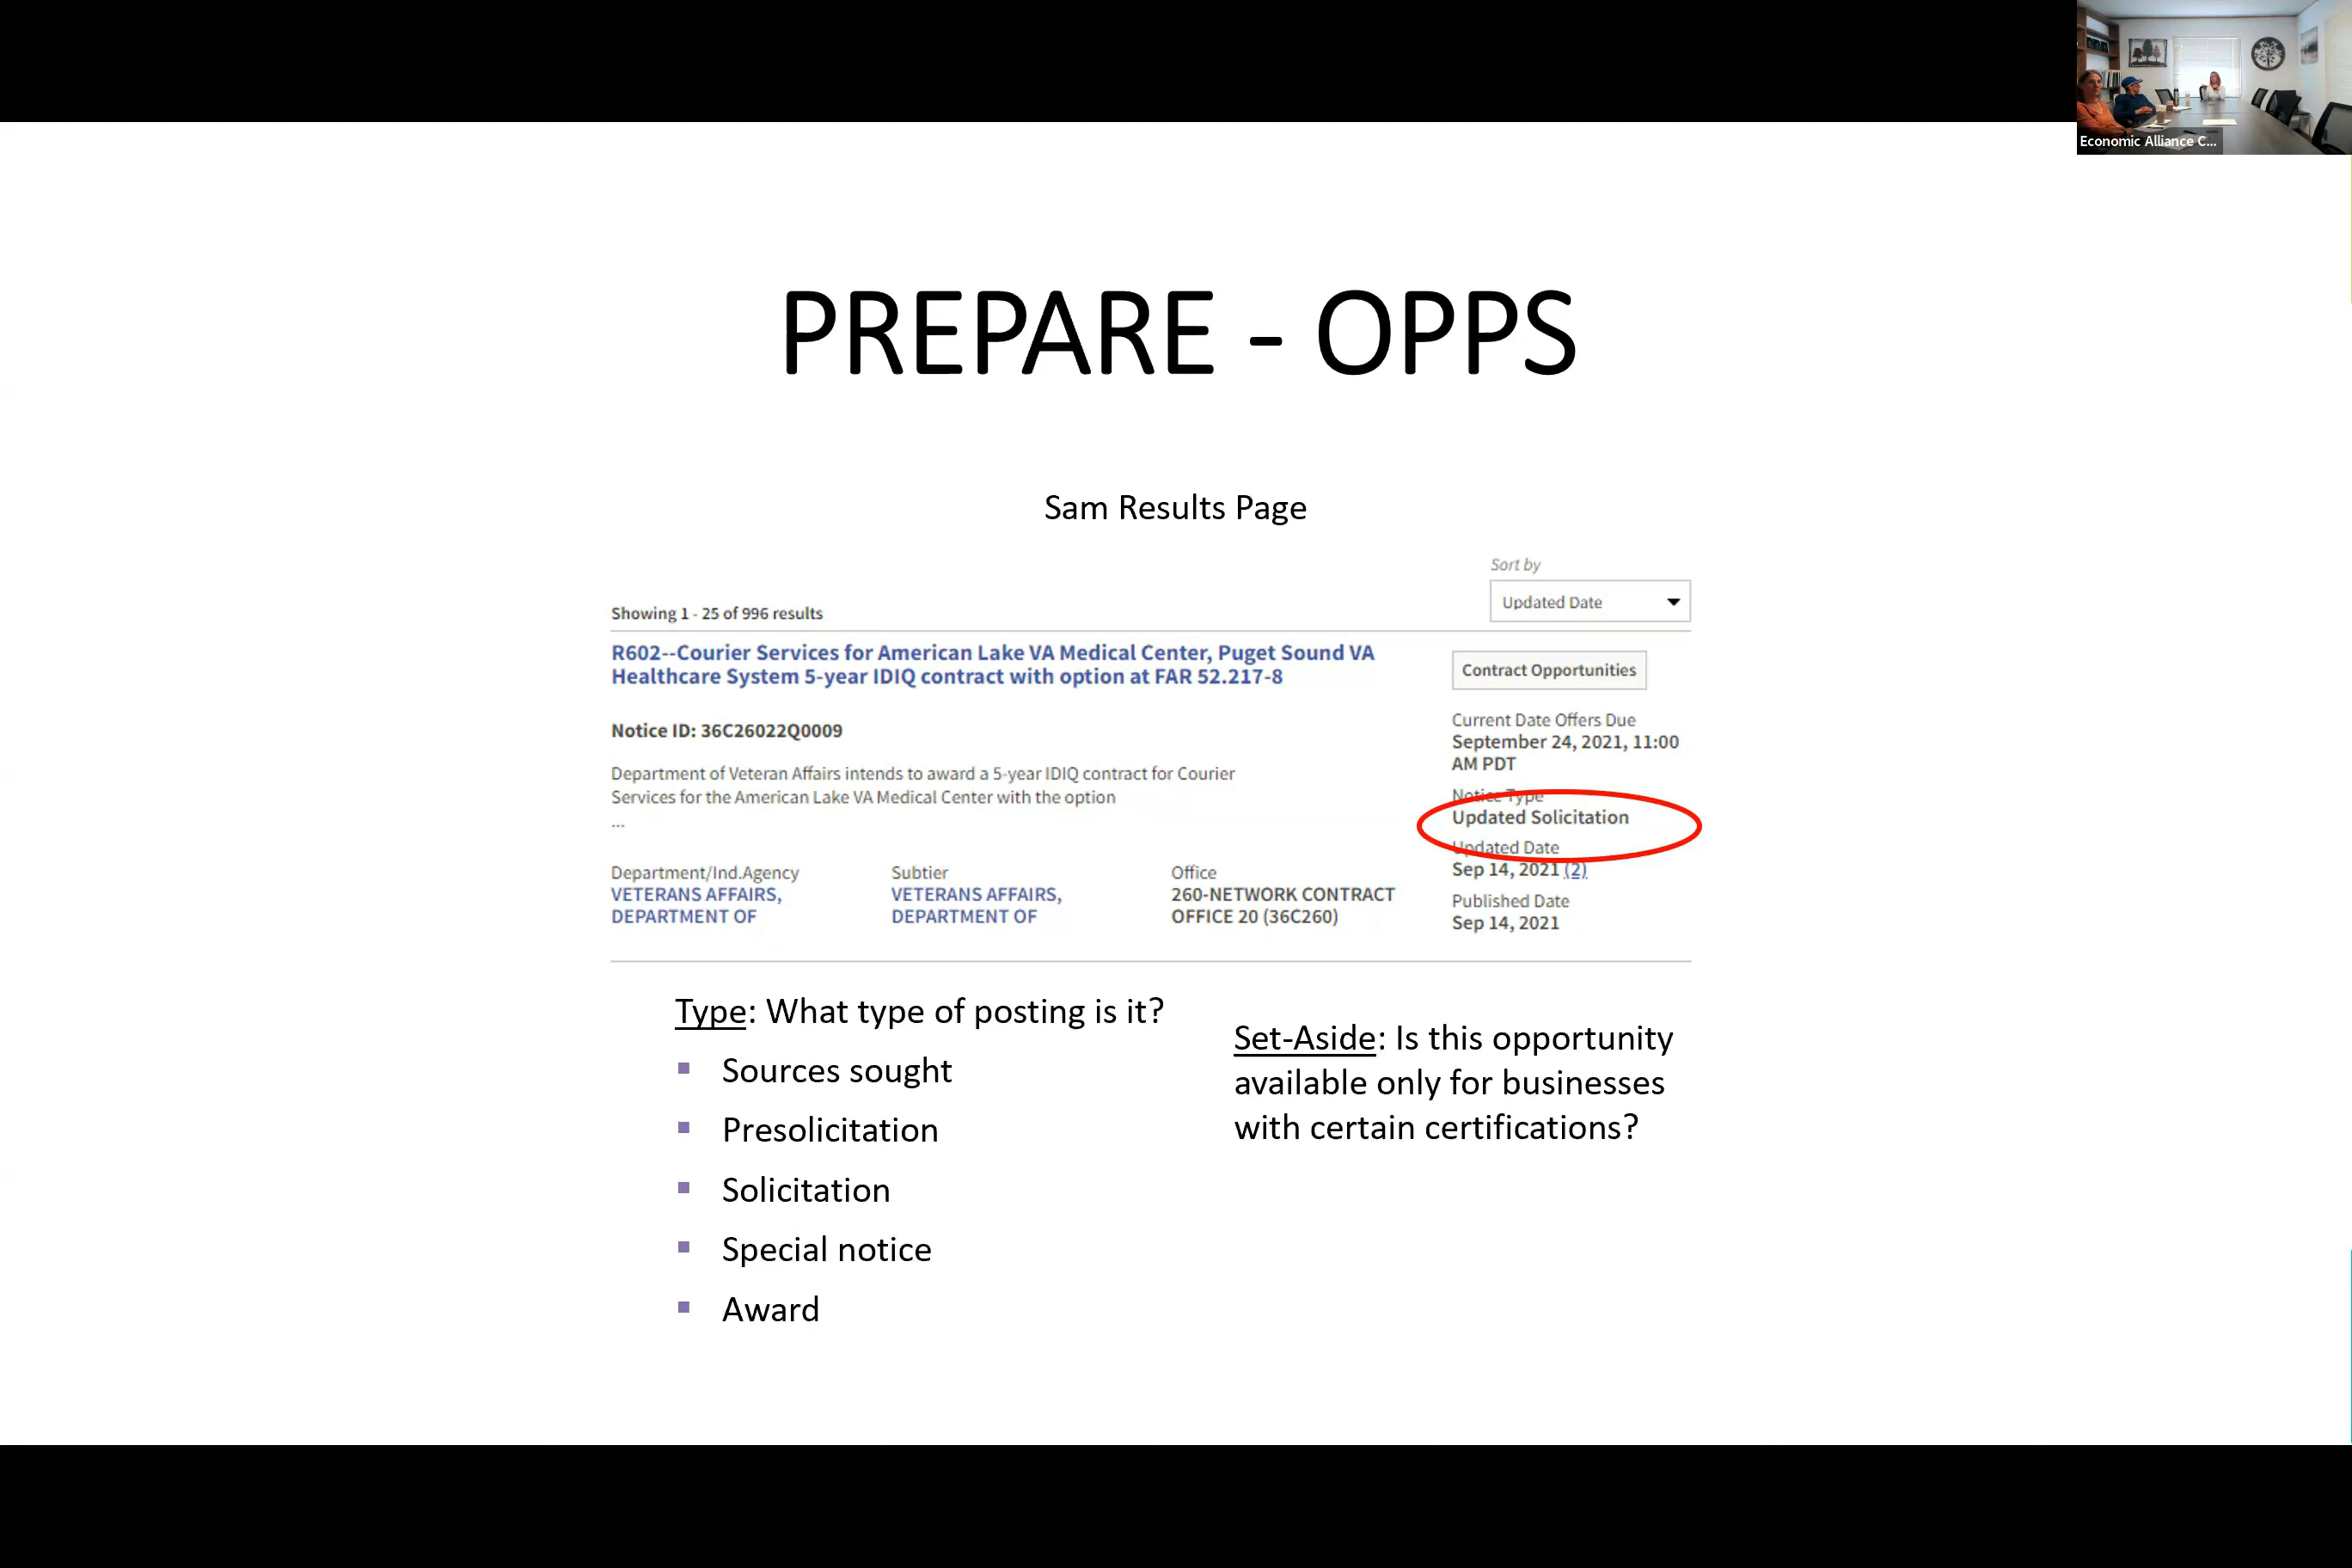 Economic Alliance C...
PREPARE - OPPS
Sam Results Page
Sort by
Updated Date
Showing 1 - 25 of 996 results
R602--Courier Services for American Lake VA Medical Center, Puget Sound VA
Healthcare System 5-year IDIQ contract with option at FAR 52.217-8
Notice ID: 36C26022Q0009
Department of Veteran Affairs intends to award a 5-year IDIQ contract for Courier
Services for the American Lake VA Medical Center with the option
...
Department/Ind.Agency
VETERANS AFFAIRS,
DEPARTMENT OF
Subtier
VETERANS AFFAIRS,
DEPARTMENT OF
Office
260-NETWORK CONTRACT
OFFICE 20 (36C260)
Contract Opportunities
Current Date Offers Due
September 24, 2021, 11:00
AM PDT
Notice Type
Updated Solicitation
Updated Date
Sep 14, 2021 (2)
Published Date
Sep 14, 2021
Type: What type of posting is it?
▪ Sources sought
▪ Presolicitation
▪ Solicitation
▪ Special notice
▪ Award
Set-Aside: Is this opportunity
available only for businesses
with certain certifications?